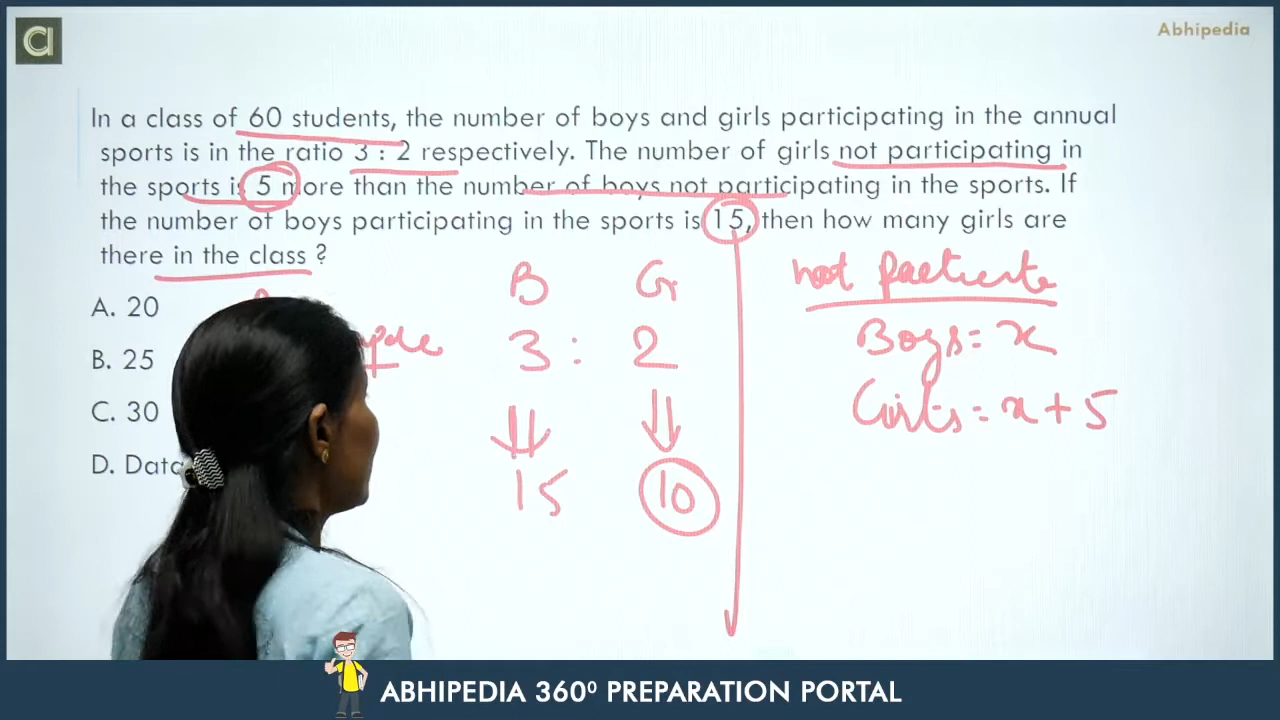 Abhipedia
In a class of 60 students, the number of boys and girls participating in the annual
sports is in the ratio 3 : 2 respectively. The number of girls not participating in
the sports is 5 more than the number of boys not participating in the sports. If
the number of boys participating in the sports is 15, then how many girls are
there in the class ?
A. 20
B. 25
C. 30
D. Data
B G
3 : 2
15 10
not
Boys = x
Girls = x + 5
ABHIPEDIA 360⁰ PREPARATION PORTAL